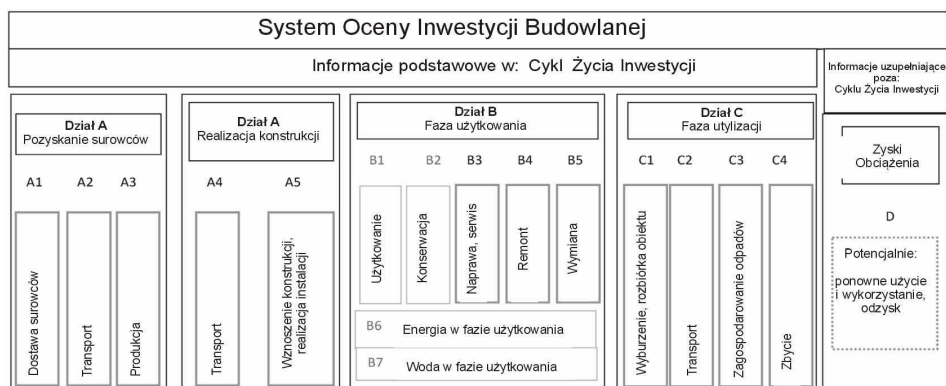 System Oceny Inwestycji Budowlanej
Informacje podstawowe w: Cykl Życia Inwestycji
Informacje uzupełniające
poza:
Cyklu Życia Inwestycji
Dział A
Pozyskanie surowców
A1
A2
A3
Dostawa surowców
Transport
Produkcja
Dział A
Realizacja konstrukcji
A4
A5
Transport
Wznoszenie konstrukcji,
realizacja instalacji
Dział B
Faza użytkowania
B1
B2
B3
B4
B5
Użytkowanie
Konserwacja
Naprawa, serwis
Remont
Wymiana
B6
Energia w fazie użytkowania
B7
Woda w fazie użytkowania
Dział C
Faza utylizacji
C1
C2
C3
C4
Wyburzenie, rozbiórka obiektu
Transport
Zagospodarowanie odpadów
Zbycie
Zyski
Obciążenia
D
Potencjalnie:
ponowne użycie
i wykorzystanie,
odzysk